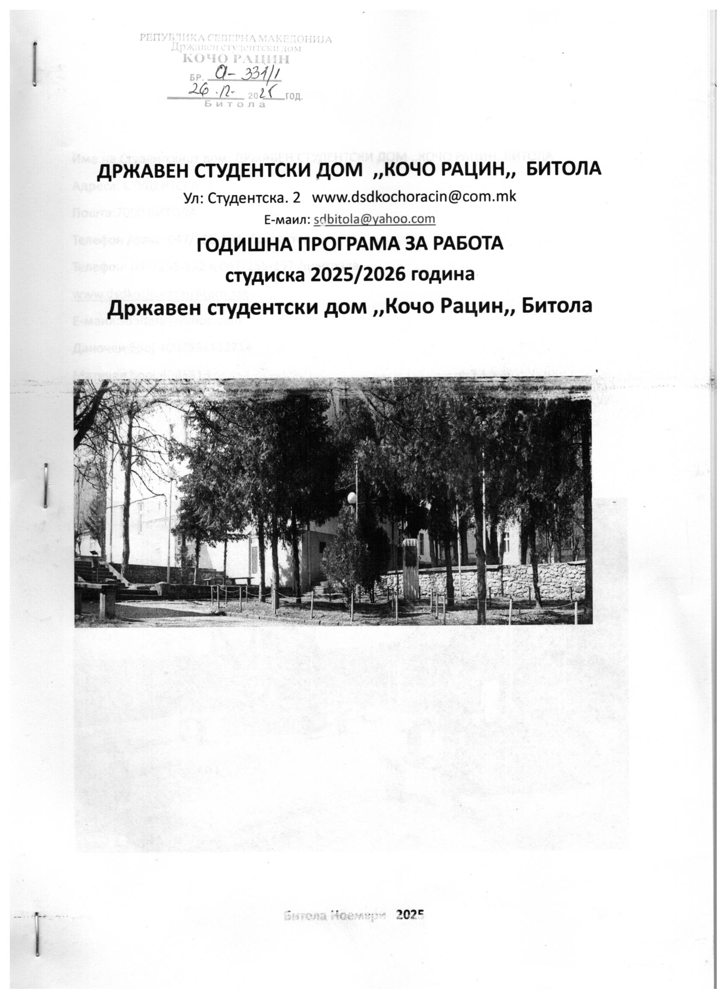 РЕПУБЛИКА СЕВЕРНА МАКЕДОНИЈА
Државен студентски дом
КОЧО РАЦИН
БР. 331/1
26.12. 2025 год.
Битола
ДРЖАВЕН СТУДЕНТСКИ ДОМ ,,КОЧО РАЦИН,, БИТОЛА
Ул: Студентска. 2 www.dsdkochoracin@com.mk
Е-маил: sdbitola@yahoo.com
ГОДИШНА ПРОГРАМА ЗА РАБОТА
студиска 2025/2026 година
Државен студентски дом ,,Кочо Рацин,, Битола
Битола Ноември 2025